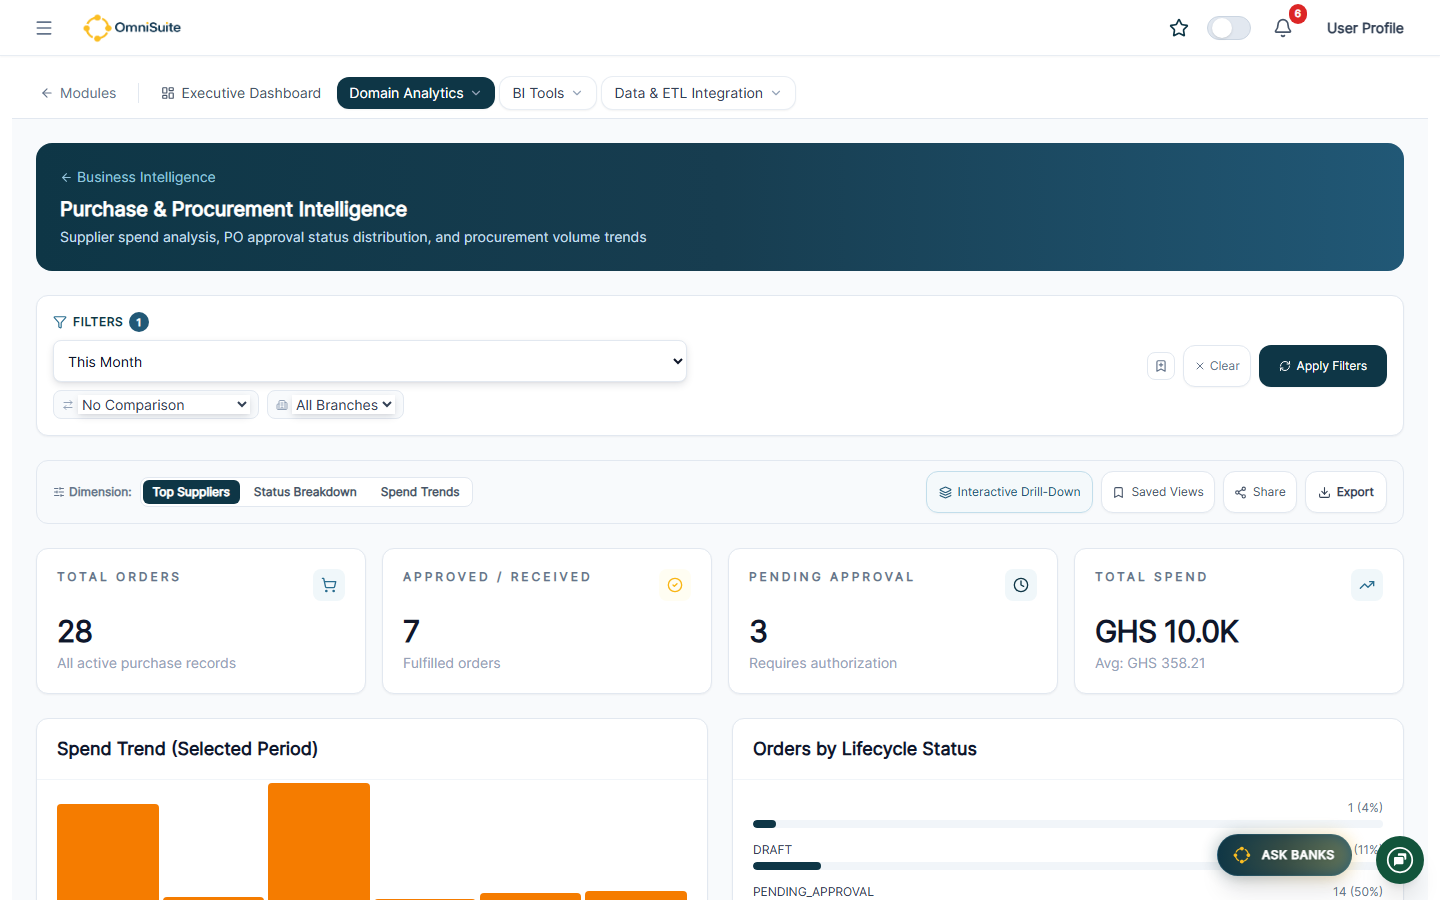 OmniSuite
6
User Profile
Modules
Executive Dashboard
Domain Analytics
BI Tools
Data & ETL Integration
Business Intelligence
Purchase & Procurement Intelligence
Supplier spend analysis, PO approval status distribution, and procurement volume trends
FILTERS 1
This Month
Clear
Apply Filters
No Comparison
All Branches
Dimension:
Top Suppliers
Status Breakdown
Spend Trends
Interactive Drill-Down
Saved Views
Share
Export
TOTAL ORDERS
28
All active purchase records
APPROVED / RECEIVED
7
Fulfilled orders
PENDING APPROVAL
3
Requires authorization
TOTAL SPEND
GHS 10.0K
Avg: GHS 358.21
Spend Trend (Selected Period)
Orders by Lifecycle Status
1 (4%)
DRAFT
(11%)
PENDING_APPROVAL
14 (50%)
ASK BANKS